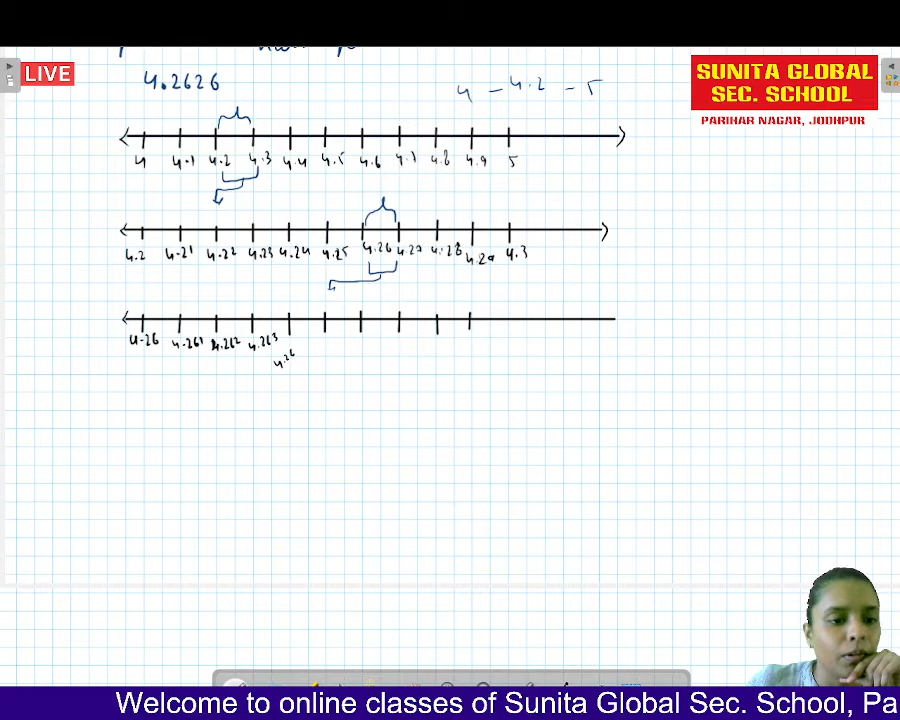 LIVE
4.2626
4 - 4.2 - 5
SUNITA GLOBAL
SEC. SCHOOL
PARIHAR NAGAR, JODHPUR
4 4.1 4.2 4.3 4.4 4.5 4.6 4.7 4.8 4.9 5
4.2 4.21 4.22 4.23 4.24 4.25 4.26 4.27 4.28 4.29 4.3
4.26 4.261 4.262 4.263
4.26
Welcome to online classes of Sunita Global Sec. School, Pa